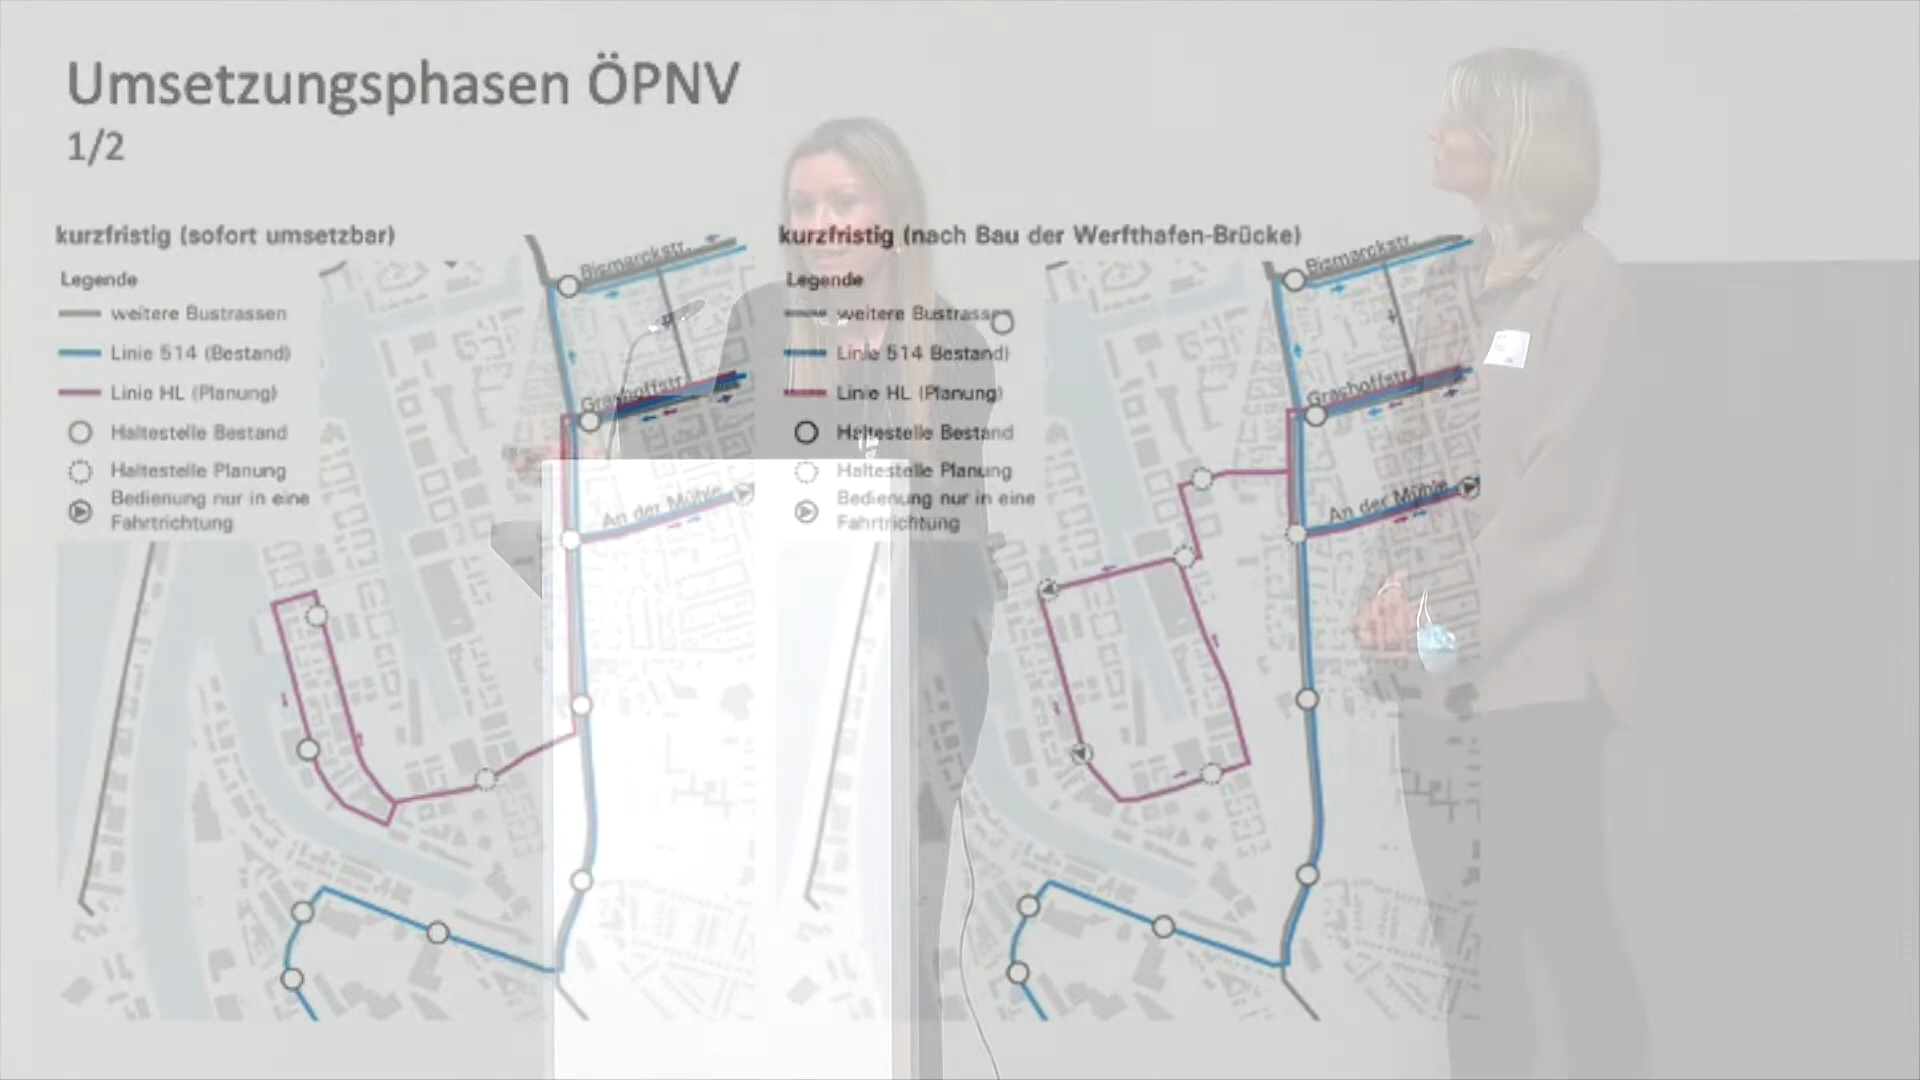 Umsetzungsphasen ÖPNV
1/2
kurzfristig (sofort umsetzbar)
Legende
weitere Bustrassen
Linie 514 (Bestand)
Linie HL (Planung)
Haltestelle Bestand
Haltestelle Planung
Bedienung nur in eine
Fahrtrichtung
Bismarckstr.
Grashoffstr.
An der Mühle
kurzfristig (nach Bau der Werfthafen-Brücke)
Legende
weitere Bustrassen
Linie 514 Bestand)
Linie HL (Planung)
Haltestelle Bestand
Haltestelle Planung
Bedienung nur in eine
Fahrtrichtung
Bismarckstr.
Grashoffstr.
An der Mühle